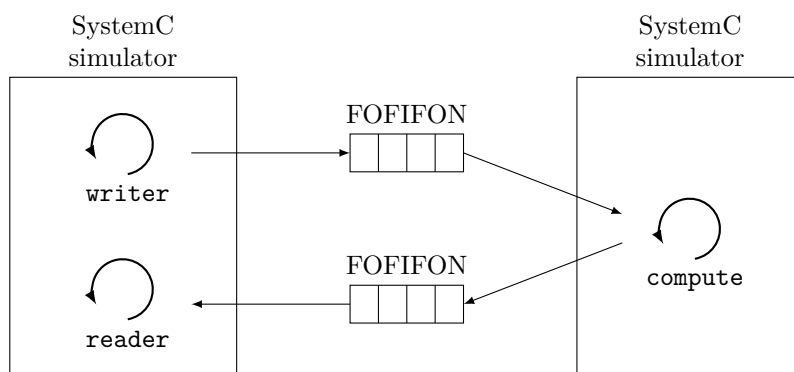 SystemC
simulator
SystemC
simulator
FOFIFON
writer
compute
FOFIFON
reader